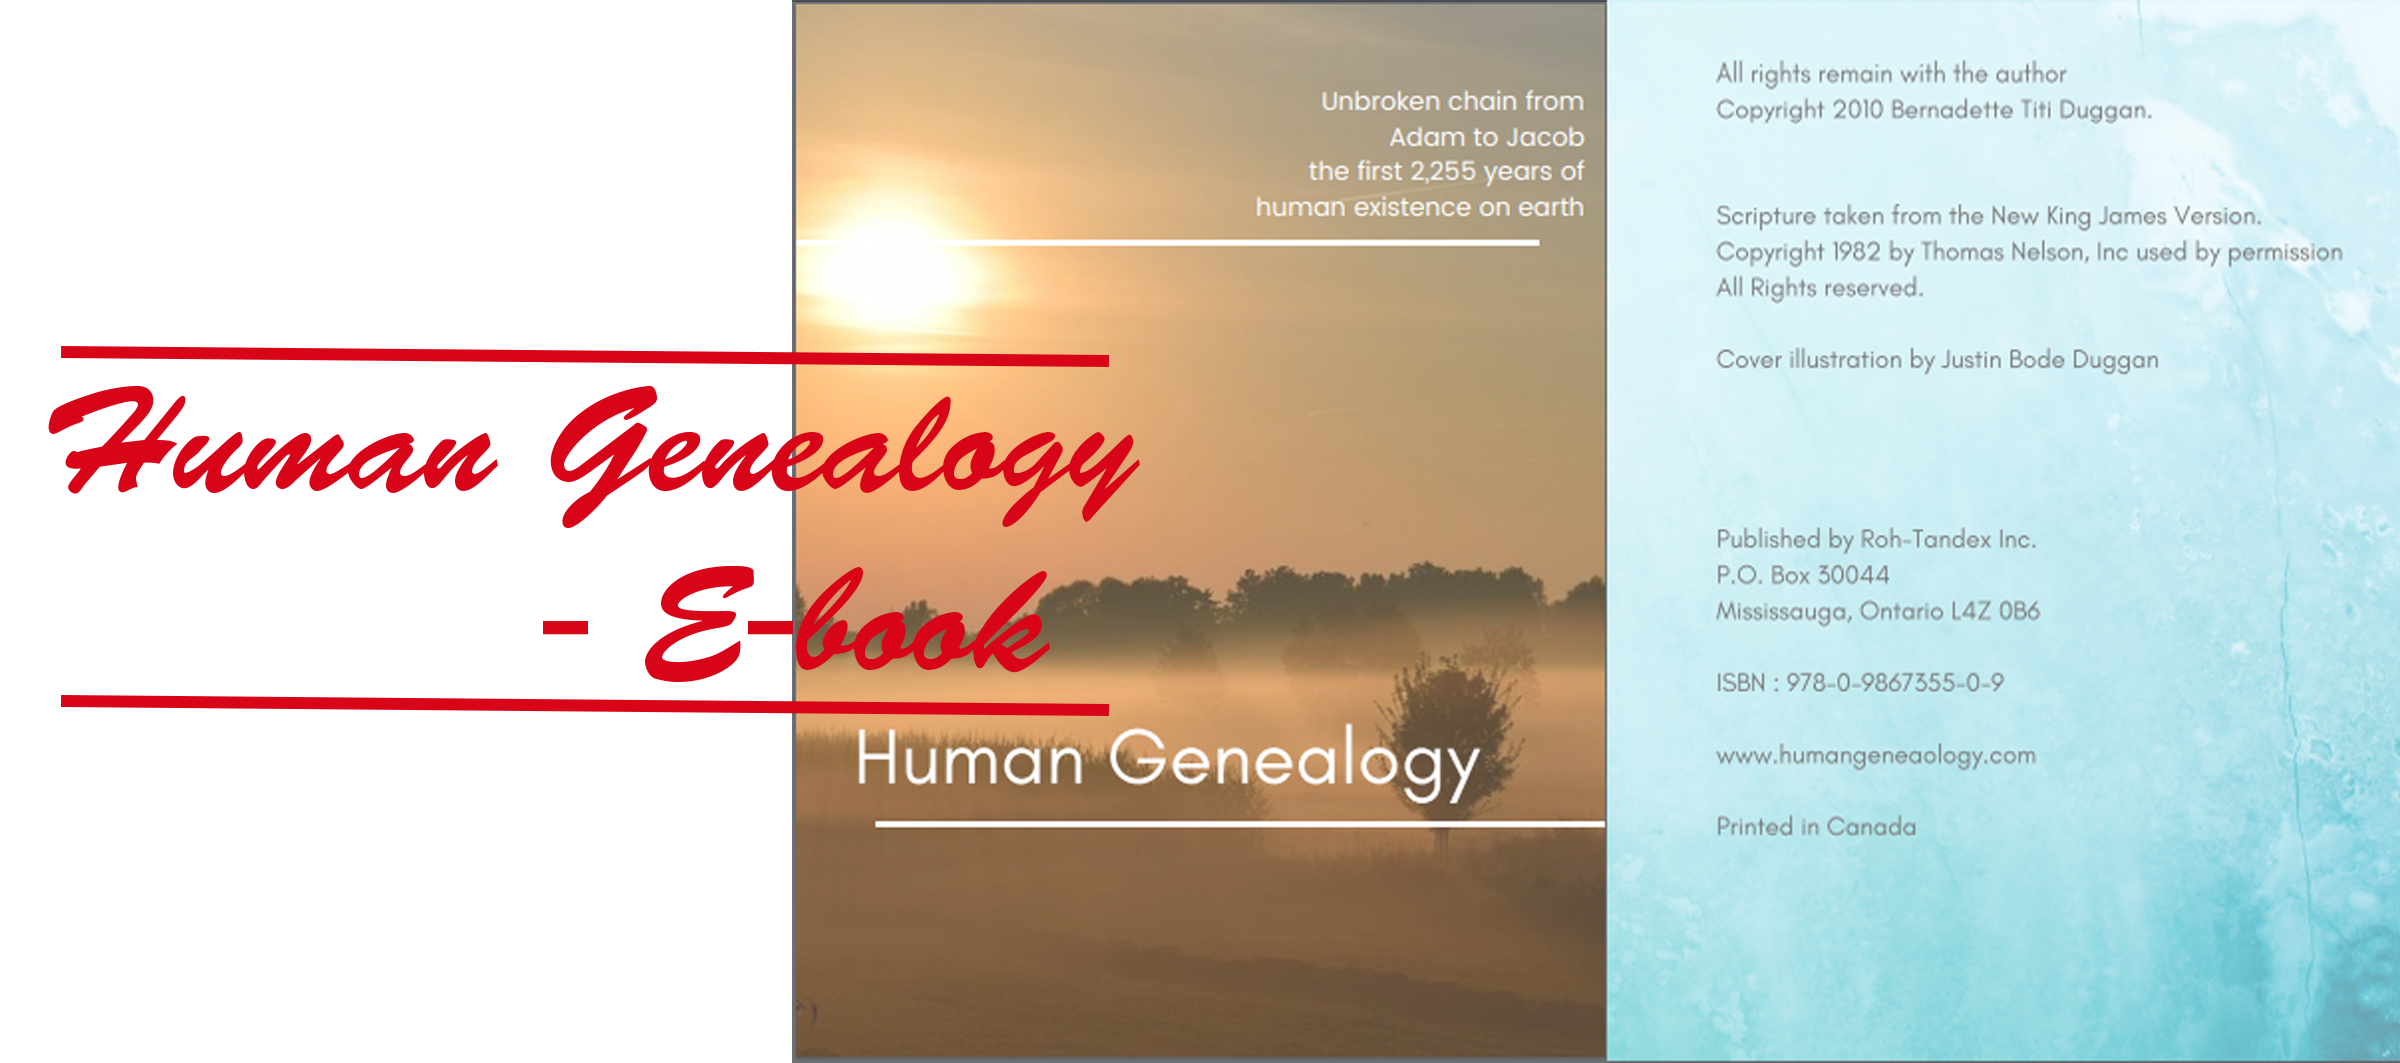 Human Genealogy
- E-book
Unbroken chain from
Adam to Jacob
the first 2,255 years of
human existence on earth
Human Genealogy
All rights remain with the author
Copyright 2010 Bernadette Titi Duggan.
Scripture taken from the New King James Version.
Copyright 1982 by Thomas Nelson, Inc used by permission
All Rights reserved.
Cover illustration by Justin Bode Duggan
Published by Roh-Tandex Inc.
P.O. Box 30044
Mississauga, Ontario L4Z 0B6
ISBN : 978-0-9867355-0-9
www.humangeneaology.com
Printed in Canada